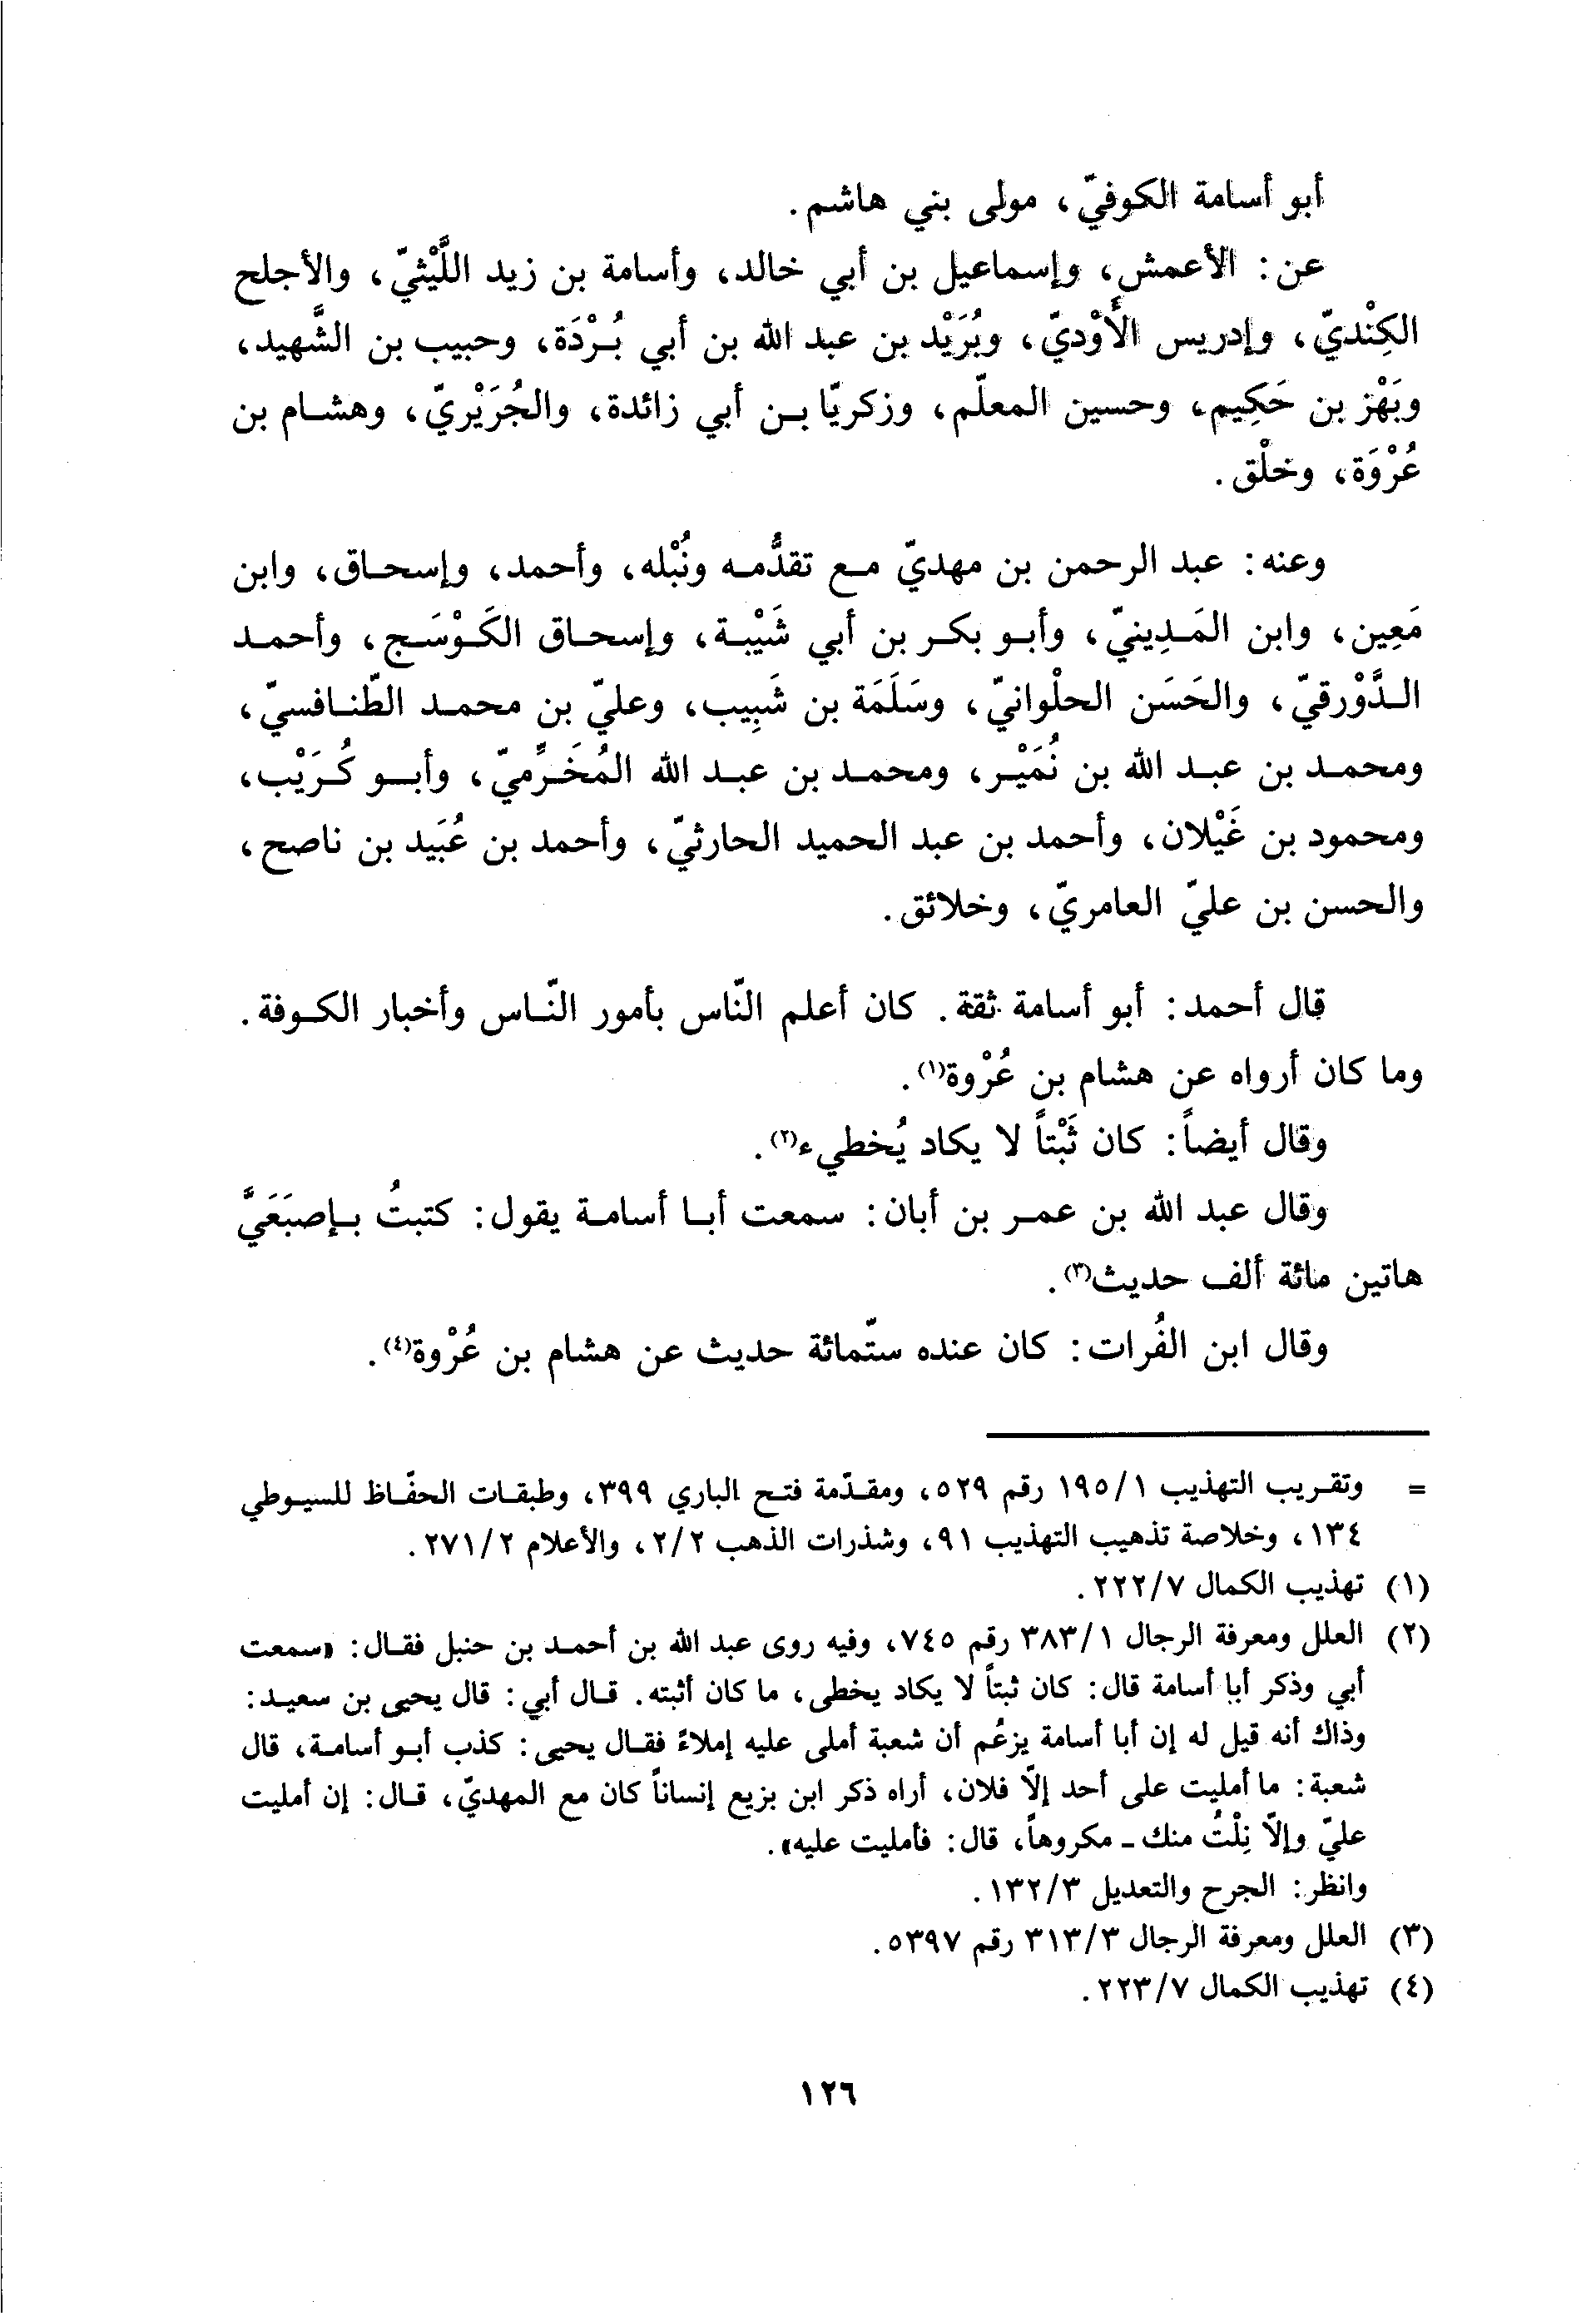 أبو أسامة الكوفيّ، مولى بني هاشم.
عن: الأعمش، وإسماعيل بن أبي خالد، وأسامة بن زيد اللَّيْثيّ، والأجلح
الكِنْديّ، وإدريس الأَوْديّ، وبُرَيْد بن عبد الله بن أبي بُرْدَة، وحبيب بن الشَّهيد،
وبَهْز بن حَكِيم، وحسين المعلّم، وزكريّا بن أبي زائدة، والجُرَيْريّ، وهشام بن
عُرْوَة، وخلْق.
وعنه: عبد الرحمن بن مهديّ مع تقدُّمه ونُبْله، وأحمد، وإسحاق، وابن
مَعِين، وابن المَدِينيّ، وأبو بكر بن أبي شَيْبة، وإسحاق الكَوْسَج، وأحمد
الدَّوْرقيّ، والحَسَن الحلْوانيّ، وسَلَمَة بن شَبِيب، وعليّ بن محمد الطّنافسيّ،
ومحمد بن عبد الله بن نُمَيْر، ومحمد بن عبد الله المُخَرِّميّ، وأبو كُرَيْب،
ومحمود بن غَيْلان، وأحمد بن عبد الحميد الحارثيّ، وأحمد بن عُبَيد بن ناصح،
والحسن بن عليّ العامريّ، وخلائق.
قال أحمد: أبو أسامة ثقة. كان أعلم النّاس بأمور النّاس وأخبار الكوفة.
وما كان أرواه عن هشام بن عُرْوة(١).
وقال أيضاً: كان ثَبْتاً لا يكاد يُخطيء(٢).
وقال عبد الله بن عمر بن أبان: سمعت أبا أسامة يقول: كتبتُ بإصبَعَيَّ
هاتين مائة ألف حديث(٣).
وقال ابن الفُرات: كان عنده ستّمائة حديث عن هشام بن عُرْوة(٤).
= وتقريب التهذيب ١/١٩٥ رقم ٥٢٩، ومقدّمة فتح الباري ٣٩٩، وطبقات الحفّاظ للسيوطي
١٣٤، وخلاصة تذهيب التهذيب ٩١، وشذرات الذهب ٢/٢، والأعلام ٢/٢٧١.
(١) تهذيب الكمال ٧/٢٢٢.
(٢) العلل ومعرفة الرجال ١/٣٨٣ رقم ٧٤٥، وفيه روى عبد الله بن أحمد بن حنبل فقال: «سمعت
أبي وذكر أبا أسامة قال: كان ثبتاً لا يكاد يخطى، ما كان أثبته. قال أبي: قال يحيى بن سعيد:
وذاك أنه قيل له إن أبا أسامة يزعُم أن شعبة أملى عليه إملاءً فقال يحيى: كذب أبو أسامة، قال
شعبة: ما أمليت على أحد إلّا فلان، أراه ذكر ابن بزيع إنساناً كان مع المهديّ، قال: إن أمليت
عليّ وإلّا نِلْتُ منك ـ مكروهاً، قال: فأمليت عليه».
وانظر: الجرح والتعديل ٣/١٣٢.
(٣) العلل ومعرفة الرجال ٣/٣١٣ رقم ٥٣٩٧.
(٤) تهذيب الكمال ٧/٢٢٣.
١٢٦